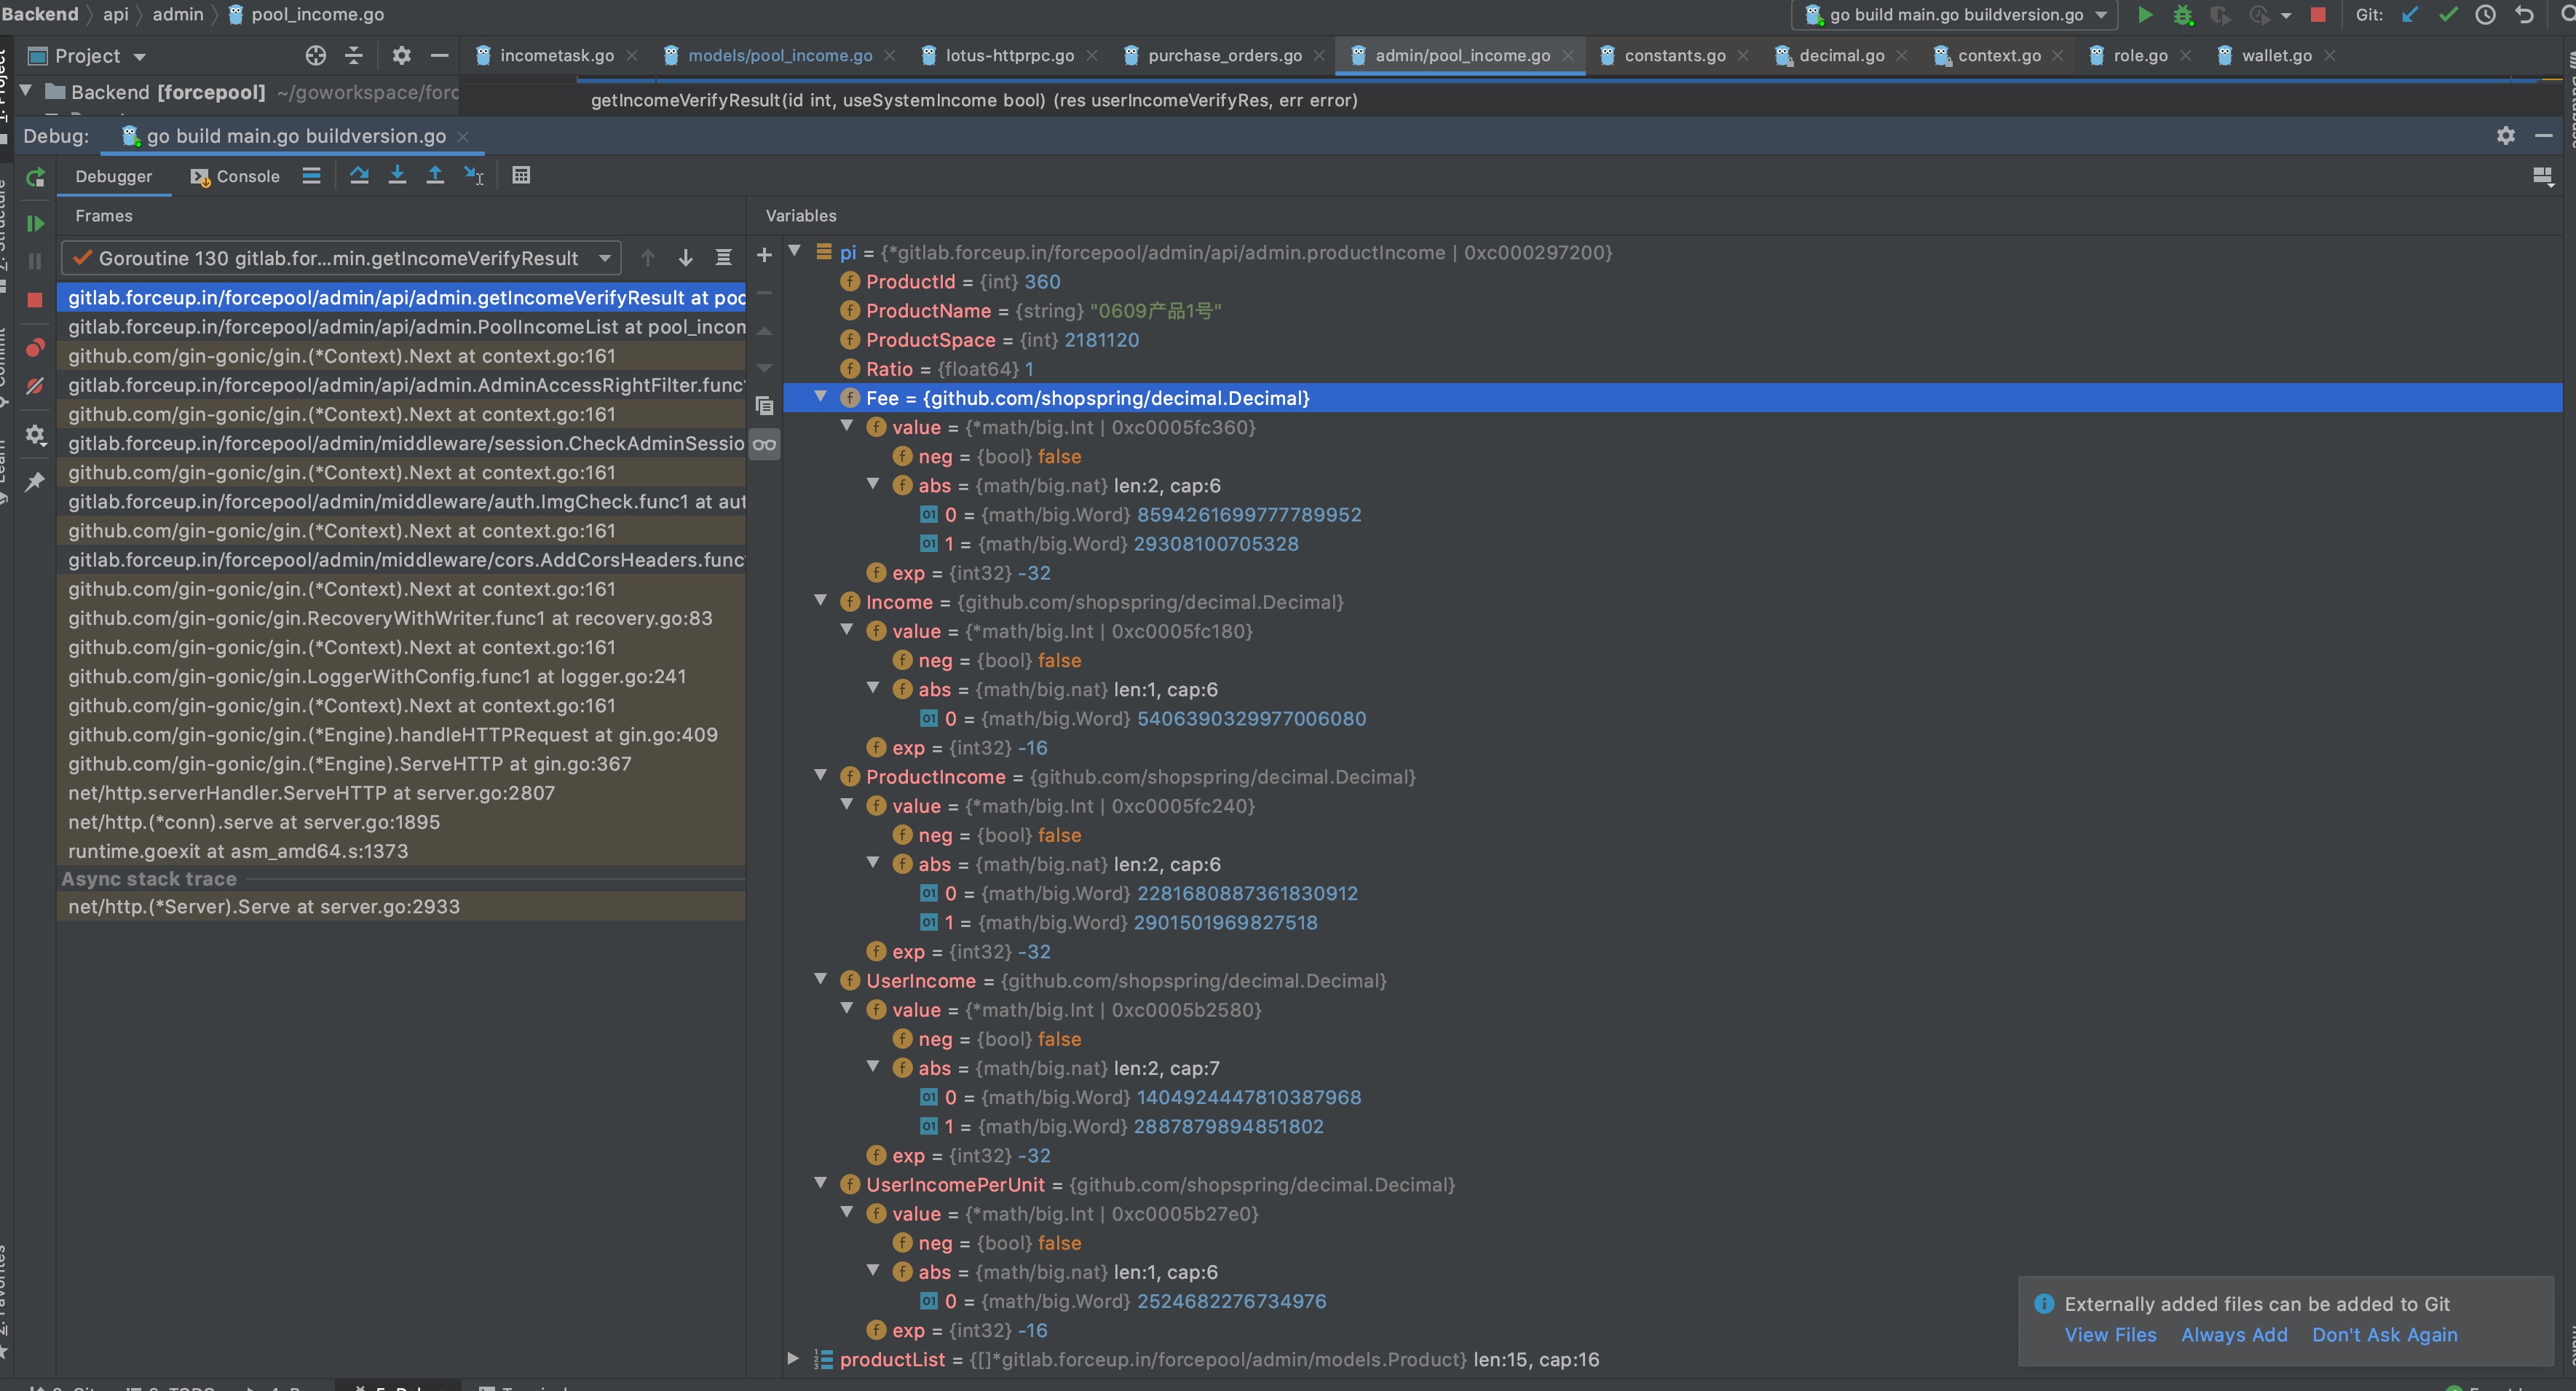 Backend api admin pool_income.go go build main.go buildversion.go Git:
Project incometask.go models/pool_income.go lotus-httprpc.go purchase_orders.go admin/pool_income.go constants.go decimal.go context.go role.go wallet.go
Backend [forcepool] ~/goworkspace/forc
getIncomeVerifyResult(id int, useSystemIncome bool) (res userIncomeVerifyRes, err error)
Debug: go build main.go buildversion.go
Debugger Console
Frames
Goroutine 130 gitlab.for...min.getIncomeVerifyResult
gitlab.forceup.in/forcepool/admin/api/admin.getIncomeVerifyResult at poo
gitlab.forceup.in/forcepool/admin/api/admin.PoolIncomeList at pool_incom
github.com/gin-gonic/gin.(*Context).Next at context.go:161
gitlab.forceup.in/forcepool/admin/api/admin.AdminAccessRightFilter.func1
github.com/gin-gonic/gin.(*Context).Next at context.go:161
gitlab.forceup.in/forcepool/admin/middleware/session.CheckAdminSessio
github.com/gin-gonic/gin.(*Context).Next at context.go:161
gitlab.forceup.in/forcepool/admin/middleware/auth.ImgCheck.func1 at aut
github.com/gin-gonic/gin.(*Context).Next at context.go:161
gitlab.forceup.in/forcepool/admin/middleware/cors.AddCorsHeaders.func
github.com/gin-gonic/gin.(*Context).Next at context.go:161
github.com/gin-gonic/gin.RecoveryWithWriter.func1 at recovery.go:83
github.com/gin-gonic/gin.(*Context).Next at context.go:161
github.com/gin-gonic/gin.LoggerWithConfig.func1 at logger.go:241
github.com/gin-gonic/gin.(*Context).Next at context.go:161
github.com/gin-gonic/gin.(*Engine).handleHTTPRequest at gin.go:409
github.com/gin-gonic/gin.(*Engine).ServeHTTP at gin.go:367
net/http.serverHandler.ServeHTTP at server.go:2807
net/http.(*conn).serve at server.go:1895
runtime.goexit at asm_amd64.s:1373
Async stack trace
net/http.(*Server).Serve at server.go:2933
Variables
pi = {*gitlab.forceup.in/forcepool/admin/api/admin.productIncome | 0xc000297200}
ProductId = {int} 360
ProductName = {string} "0609产品1号"
ProductSpace = {int} 2181120
Ratio = {float64} 1
Fee = {github.com/shopspring/decimal.Decimal}
value = {*math/big.Int | 0xc0005fc360}
neg = {bool} false
abs = {math/big.nat} len:2, cap:6
0 = {math/big.Word} 8594261699777789952
1 = {math/big.Word} 29308100705328
exp = {int32} -32
Income = {github.com/shopspring/decimal.Decimal}
value = {*math/big.Int | 0xc0005fc180}
neg = {bool} false
abs = {math/big.nat} len:1, cap:6
0 = {math/big.Word} 5406390329977006080
exp = {int32} -16
ProductIncome = {github.com/shopspring/decimal.Decimal}
value = {*math/big.Int | 0xc0005fc240}
neg = {bool} false
abs = {math/big.nat} len:2, cap:6
0 = {math/big.Word} 2281680887361830912
1 = {math/big.Word} 2901501969827518
exp = {int32} -32
UserIncome = {github.com/shopspring/decimal.Decimal}
value = {*math/big.Int | 0xc0005b2580}
neg = {bool} false
abs = {math/big.nat} len:2, cap:7
0 = {math/big.Word} 1404924447810387968
1 = {math/big.Word} 2887879894851802
exp = {int32} -32
UserIncomePerUnit = {github.com/shopspring/decimal.Decimal}
value = {*math/big.Int | 0xc0005b27e0}
neg = {bool} false
abs = {math/big.nat} len:1, cap:6
0 = {math/big.Word} 2524682276734976
exp = {int32} -16
productList = {[]*gitlab.forceup.in/forcepool/admin/models.Product} len:15, cap:16
Externally added files can be added to Git
View Files Always Add Don't Ask Again